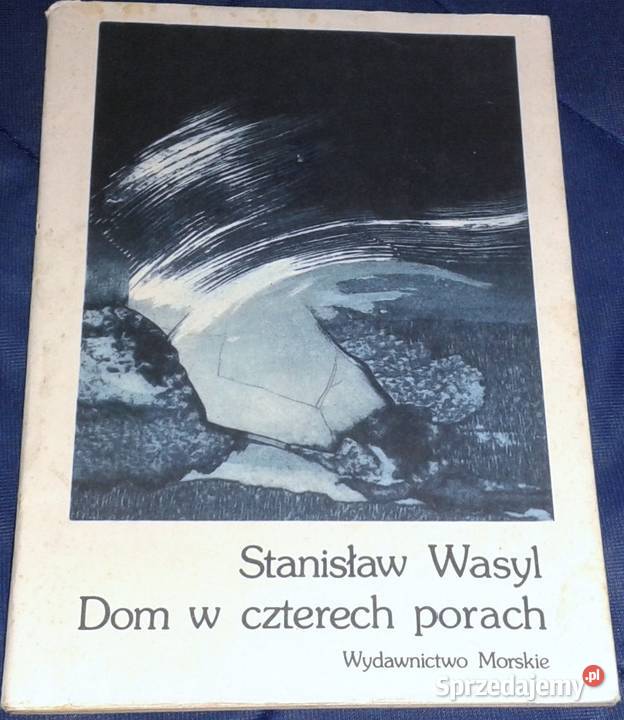 Stanisław Wasyl
Dom w czterech porach
Wydawnictwo Morskie
Sprzedajemy.pl